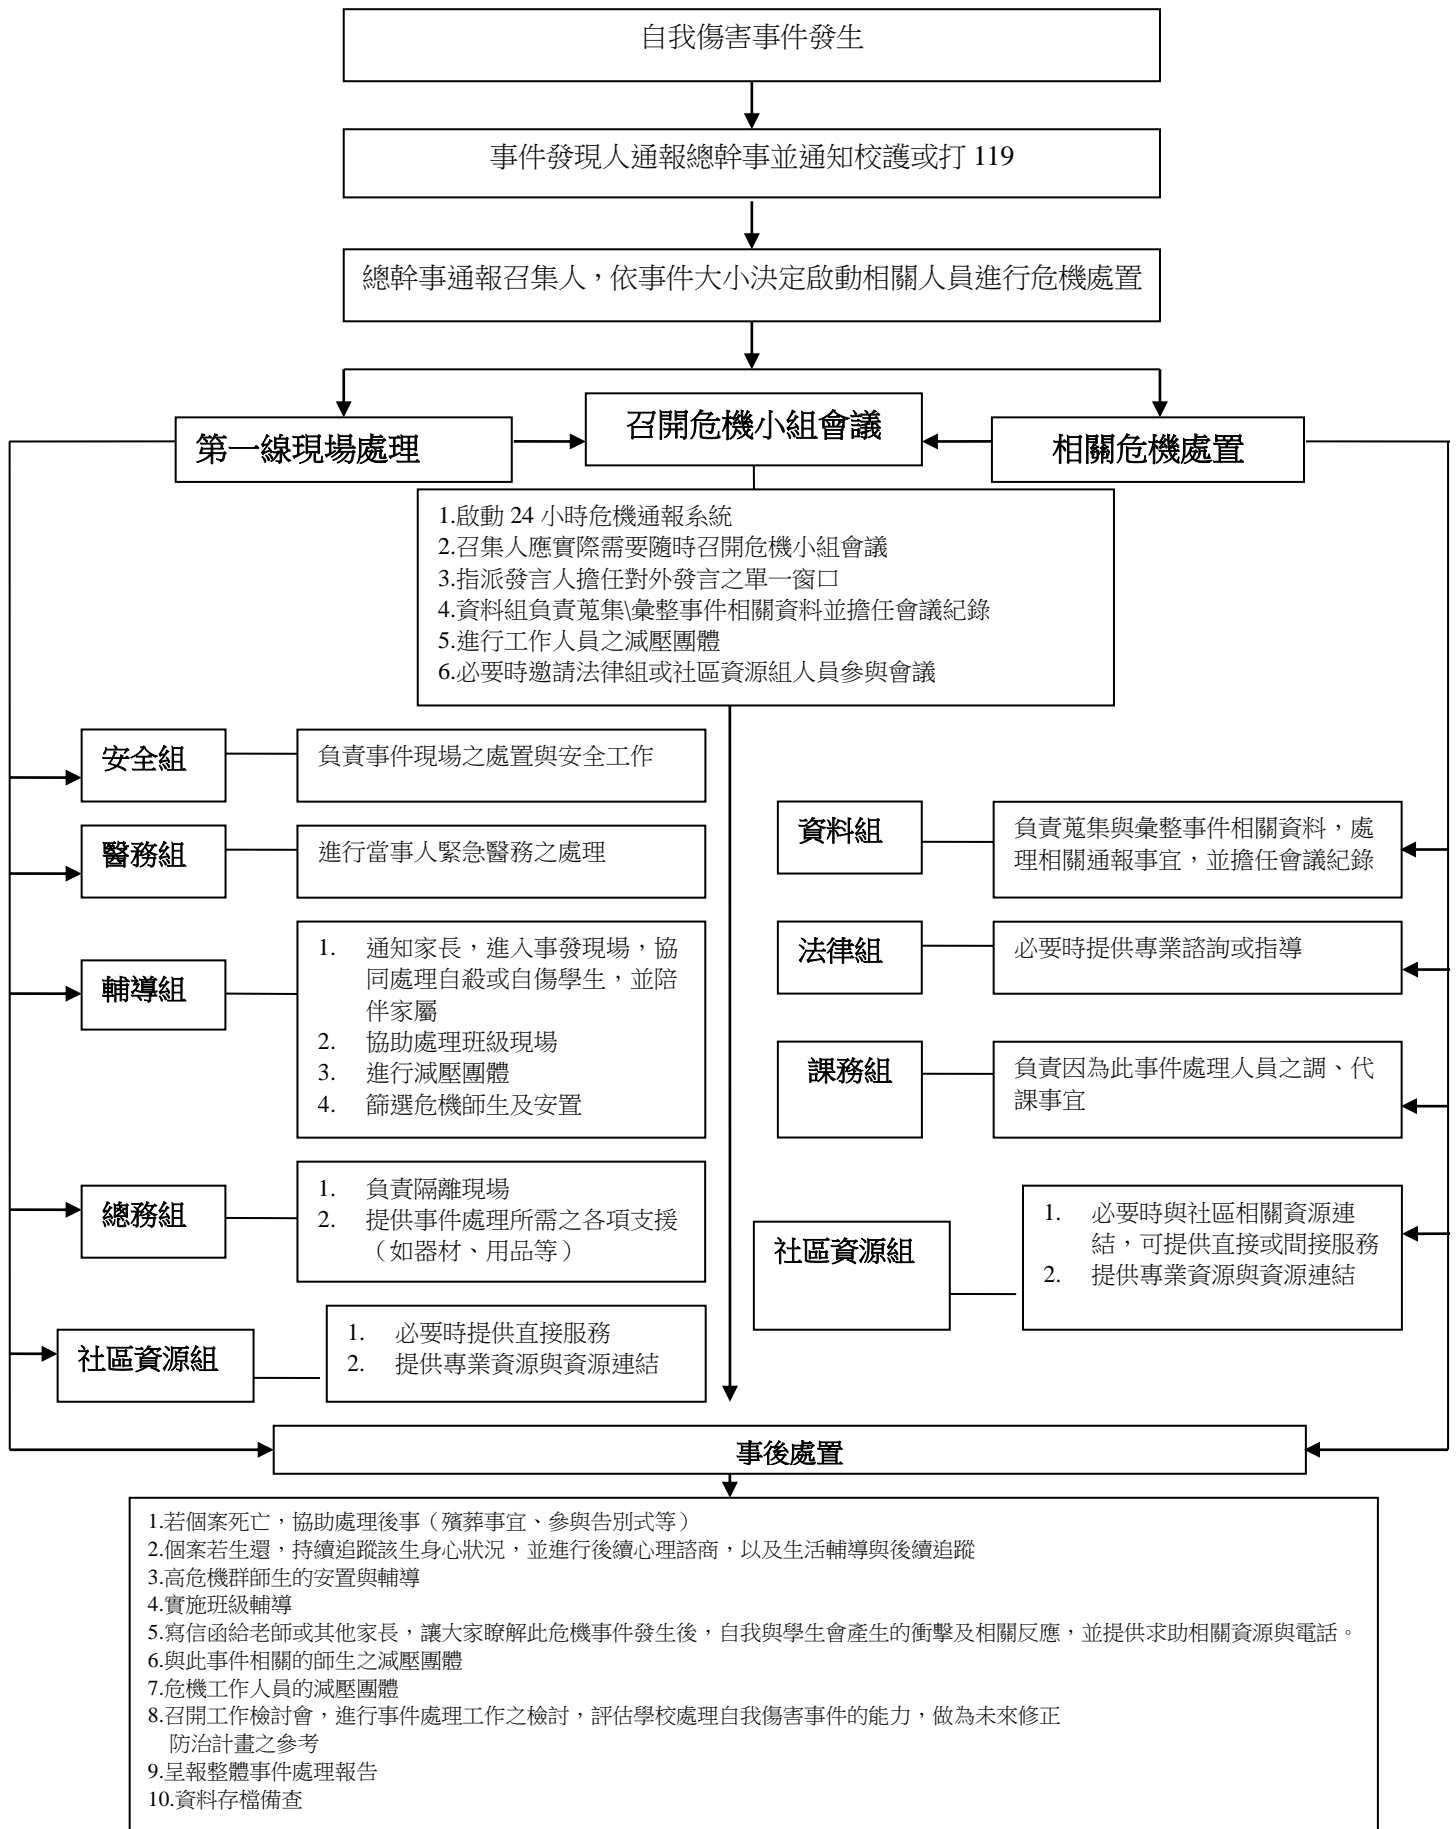 自我傷害事件發生
事件發現人通報總幹事並通知校護或打 119
總幹事通報召集人，依事件大小決定啟動相關人員進行危機處置
第一線現場處理
召開危機小組會議
相關危機處置
1.啟動 24 小時危機通報系統
2.召集人應實際需要隨時召開危機小組會議
3.指派發言人擔任對外發言之單一窗口
4.資料組負責蒐集\彙整事件相關資料並擔任會議紀錄
5.進行工作人員之減壓團體
6.必要時邀請法律組或社區資源組人員參與會議
安全組
負責事件現場之處置與安全工作
醫務組
進行當事人緊急醫務之處理
輔導組
1. 通知家長，進入事發現場，協
同處理自殺或自傷學生，並陪
伴家屬
2. 協助處理班級現場
3. 進行減壓團體
4. 篩選危機師生及安置
總務組
1. 負責隔離現場
2. 提供事件處理所需之各項支援
（如器材、用品等）
社區資源組
1. 必要時提供直接服務
2. 提供專業資源與資源連結
資料組
負責蒐集與彙整事件相關資料，處
理相關通報事宜，並擔任會議紀錄
法律組
必要時提供專業諮詢或指導
課務組
負責因為此事件處理人員之調、代
課事宜
社區資源組
1. 必要時與社區相關資源連
結，可提供直接或間接服務
2. 提供專業資源與資源連結
事後處置
1.若個案死亡，協助處理後事（殯葬事宜、參與告別式等）
2.個案若生還，持續追蹤該生身心狀況，並進行後續心理諮商，以及生活輔導與後續追蹤
3.高危機群師生的安置與輔導
4.實施班級輔導
5.寫信函給老師或其他家長，讓大家瞭解此危機事件發生後，自我與學生會產生的衝擊及相關反應，並提供求助相關資源與電話。
6.與此事件相關的師生之減壓團體
7.危機工作人員的減壓團體
8.召開工作檢討會，進行事件處理工作之檢討，評估學校處理自我傷害事件的能力，做為未來修正
防治計畫之參考
9.呈報整體事件處理報告
10.資料存檔備查